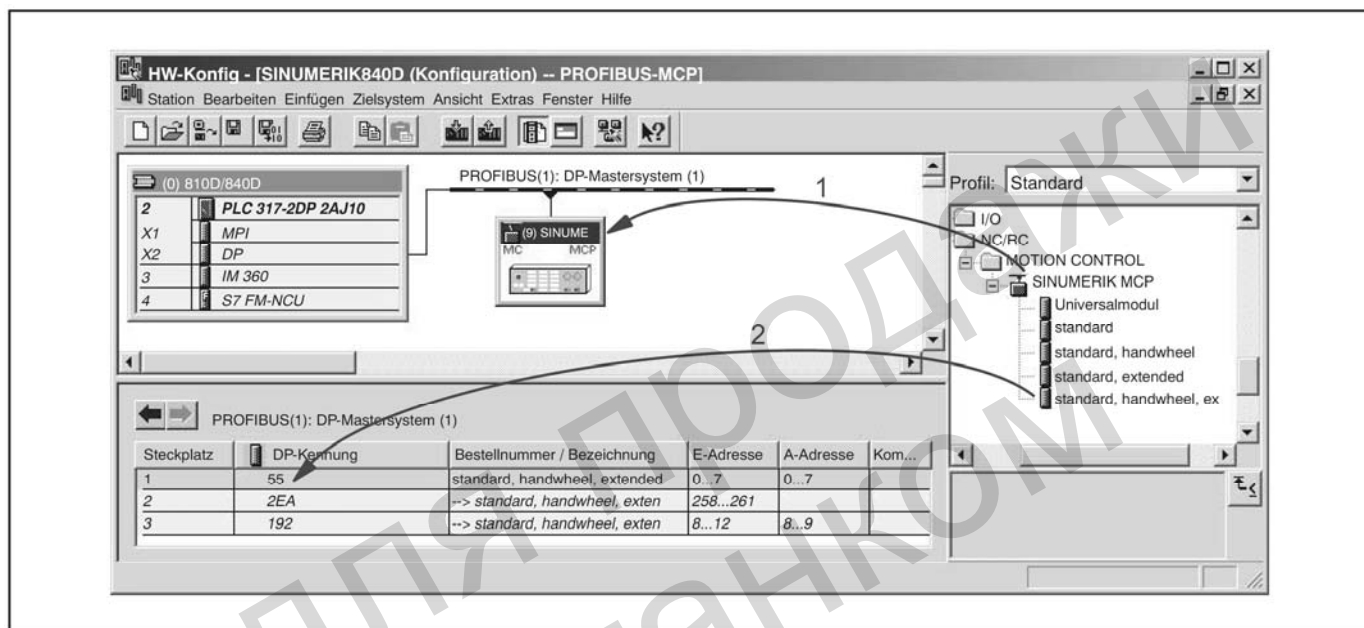 HW-Konfig - [SINUMERIK840D (Konfiguration) -- PROFIBUS-MCP]
Station Bearbeiten Einfügen Zielsystem Ansicht Extras Fenster Hilfe
(0) 810D/840D
2 PLC 317-2DP 2AJ10
X1 MPI
X2 DP
3 IM 360
4 S7 FM-NCU
PROFIBUS(1): DP-Mastersystem (1)
(9) SINUME
MC MCP
1
2
Profil: Standard
I/O
NC/RC
MOTION CONTROL
SINUMERIK MCP
Universalmodul
standard
standard, handwheel
standard, extended
standard, handwheel, ex
PROFIBUS(1): DP-Mastersystem (1)
Steckplatz DP-Kennung Bestellnummer / Bezeichnung E-Adresse A-Adresse Kom...
1 55 standard, handwheel, extended 0...7 0...7
2 2EA --> standard, handwheel, exten 258...261
3 192 --> standard, handwheel, exten 8...12 8...9
для продажи
станком